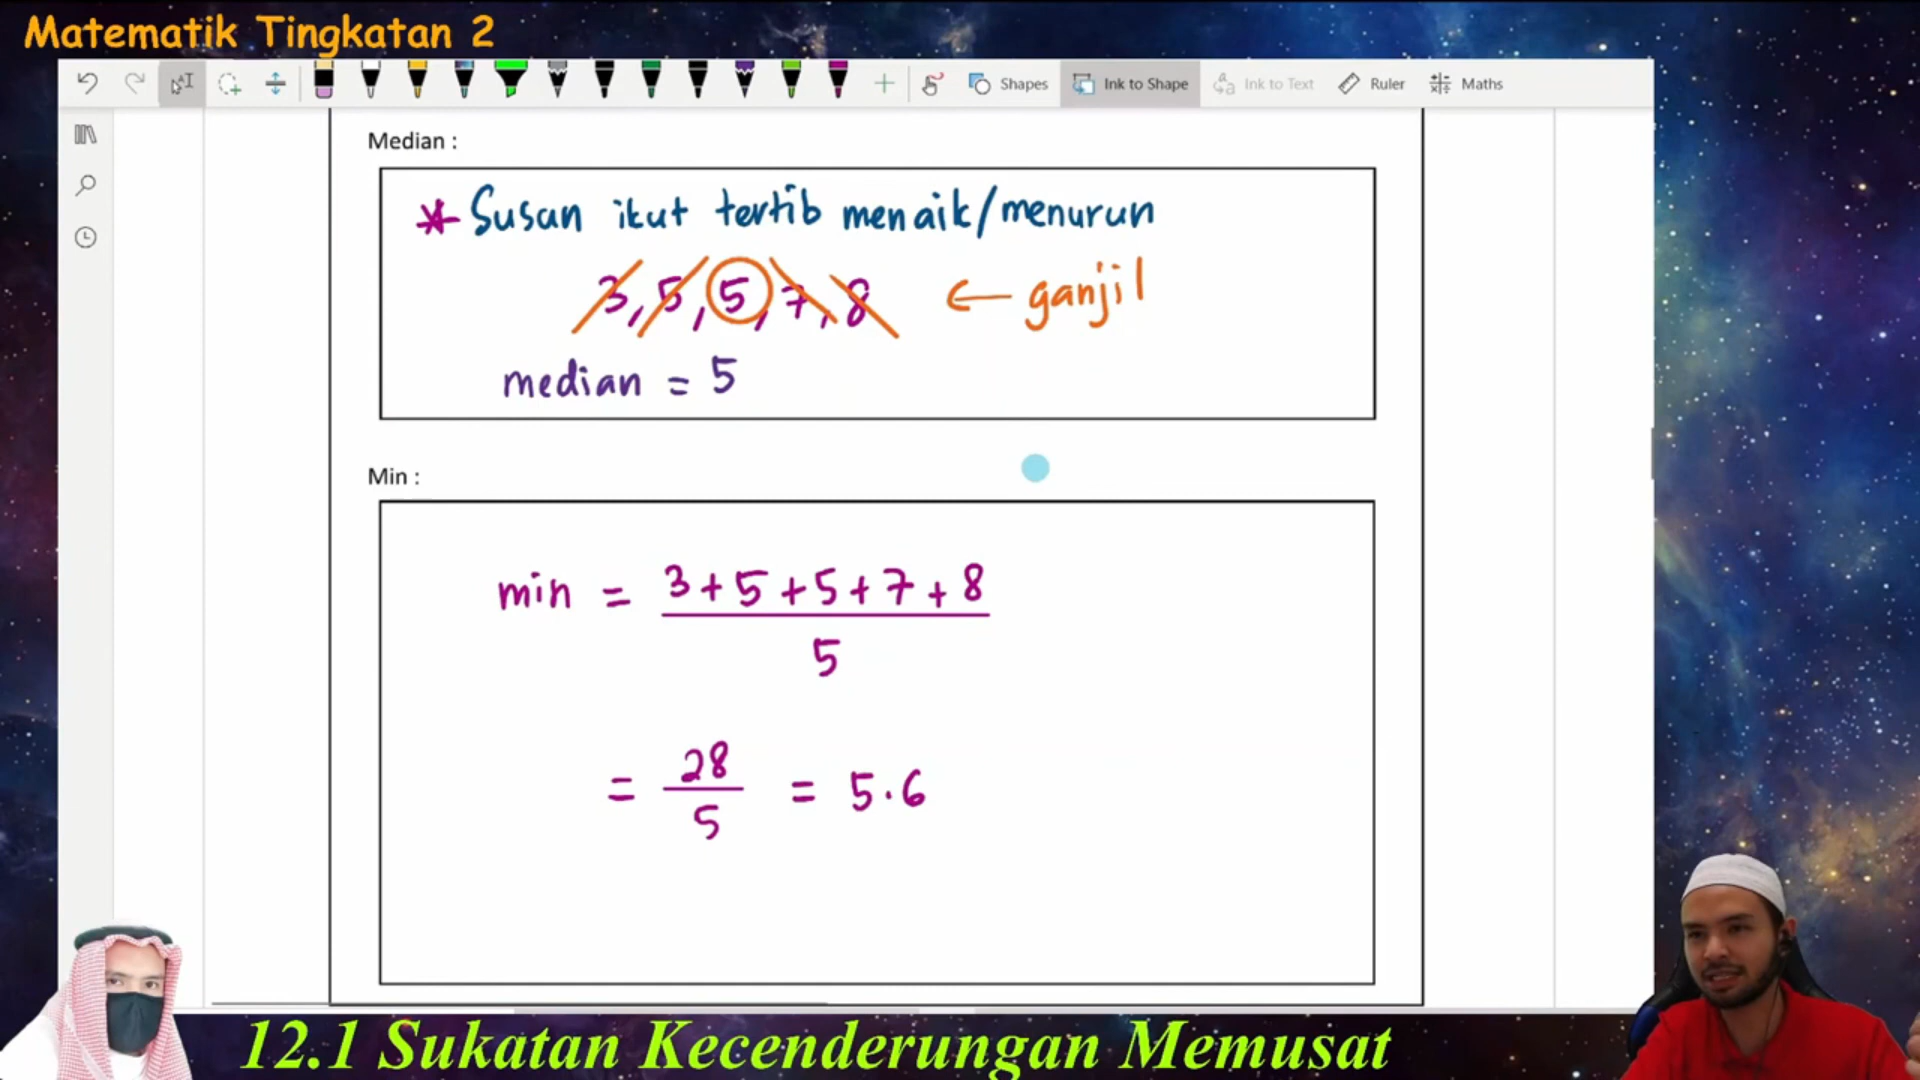 Matematik Tingkatan 2
Shapes Ink to Shape Ink to Text Ruler Maths
Median :
* Susan ikut tertib menaik/menurun
3, 5, 5, 7, 8 ← ganjil
median = 5
Min :
min = 3+5+5+7+8
5
= 28 = 5.6
5
12.1 Sukatan Kecenderungan Memusat